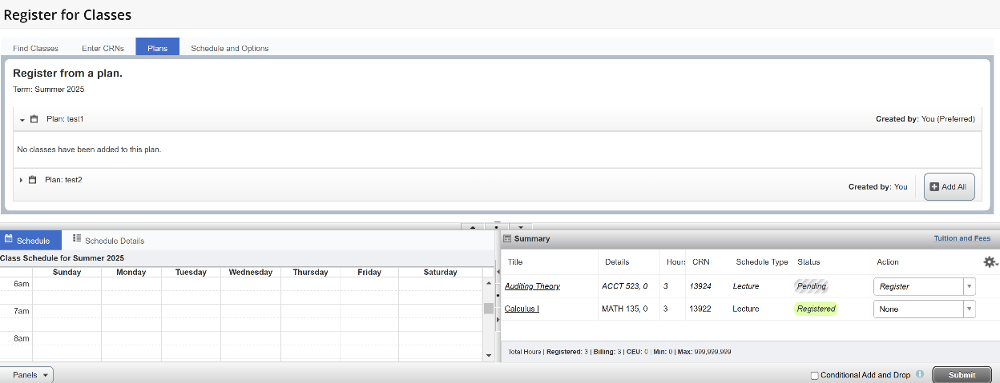 Register for Classes
Find Classes Enter CRNs Plans Schedule and Options
Register from a plan.
Term: Summer 2025
Plan: test1 Created by: You (Preferred)
No classes have been added to this plan.
Plan: test2 Created by: You Add All
Schedule Schedule Details
Class Schedule for Summer 2025
Sunday Monday Tuesday Wednesday Thursday Friday Saturday
6am
7am
8am
Summary Tuition and Fees
Title Details Hours CRN Schedule Type Status Action
Auditing Theory ACCT 523, 0 3 13924 Lecture Pending Register
Calculus I MATH 135, 0 3 13922 Lecture Registered None
Total Hours | Registered: 3 | Billing: 3 | CEU: 0 | Min: 0 | Max: 999,999.999
Panels Conditional Add and Drop Submit